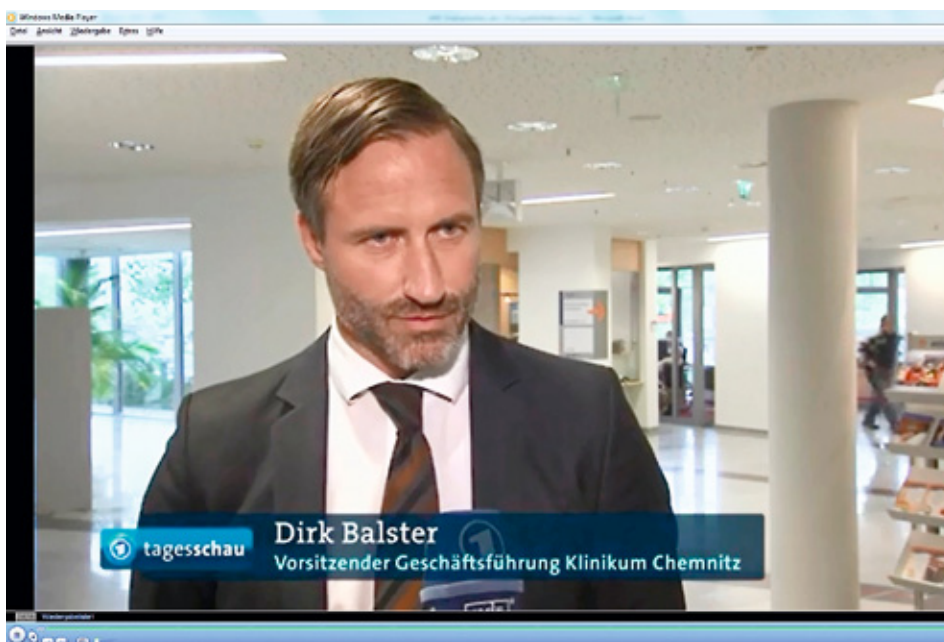 Windows Media Player
Datei Ansicht Wiedergabe Extras Hilfe
Dirk Balster
tagesschau
Vorsitzender Geschäftsführung Klinikum Chemnitz